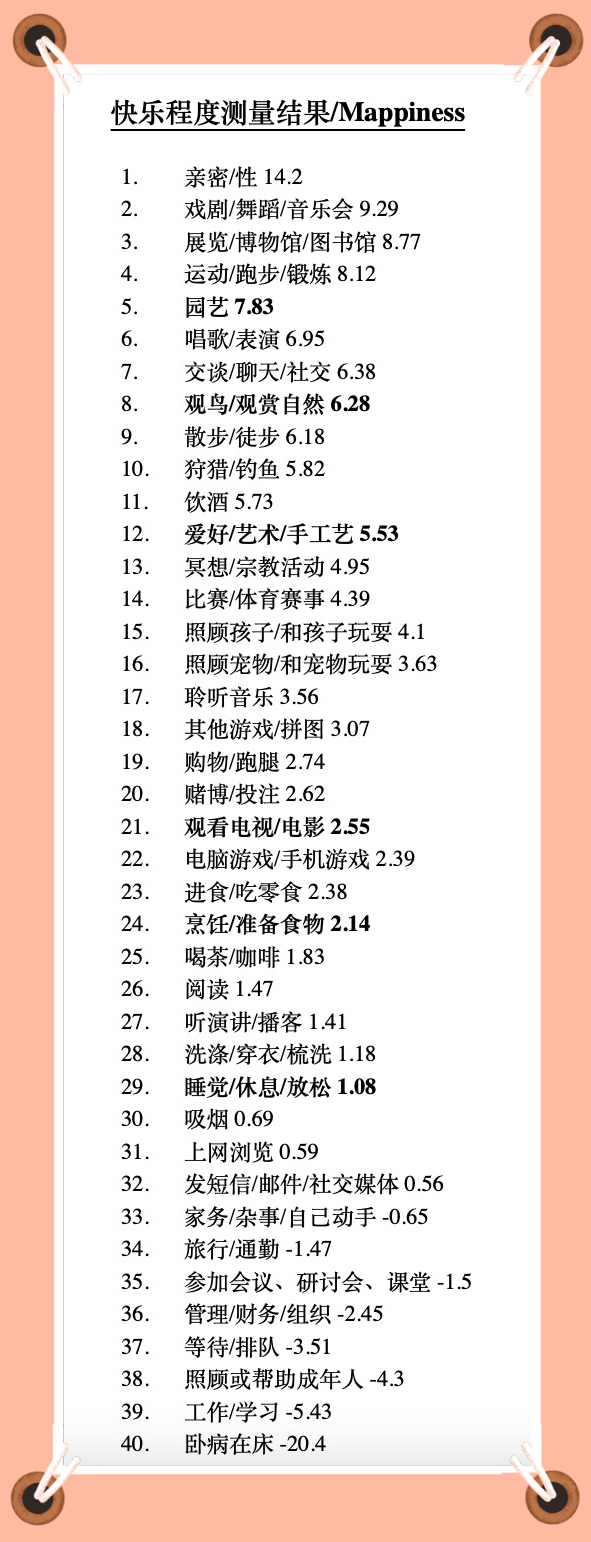 快乐程度测量结果/Mappiness
1. 亲密/性 14.2
2. 戏剧/舞蹈/音乐会 9.29
3. 展览/博物馆/图书馆 8.77
4. 运动/跑步/锻炼 8.12
5. 园艺 7.83
6. 唱歌/表演 6.95
7. 交谈/聊天/社交 6.38
8. 观鸟/观赏自然 6.28
9. 散步/徒步 6.18
10. 狩猎/钓鱼 5.82
11. 饮酒 5.73
12. 爱好/艺术/手工艺 5.53
13. 冥想/宗教活动 4.95
14. 比赛/体育赛事 4.39
15. 照顾孩子/和孩子玩耍 4.1
16. 照顾宠物/和宠物玩耍 3.63
17. 聆听音乐 3.56
18. 其他游戏/拼图 3.07
19. 购物/跑腿 2.74
20. 赌博/投注 2.62
21. 观看电视/电影 2.55
22. 电脑游戏/手机游戏 2.39
23. 进食/吃零食 2.38
24. 烹饪/准备食物 2.14
25. 喝茶/咖啡 1.83
26. 阅读 1.47
27. 听演讲/播客 1.41
28. 洗涤/穿衣/梳洗 1.18
29. 睡觉/休息/放松 1.08
30. 吸烟 0.69
31. 上网浏览 0.59
32. 发短信/邮件/社交媒体 0.56
33. 家务/杂事/自己动手 -0.65
34. 旅行/通勤 -1.47
35. 参加会议、研讨会、课堂 -1.5
36. 管理/财务/组织 -2.45
37. 等待/排队 -3.51
38. 照顾或帮助成年人 -4.3
39. 工作/学习 -5.43
40. 卧病在床 -20.4